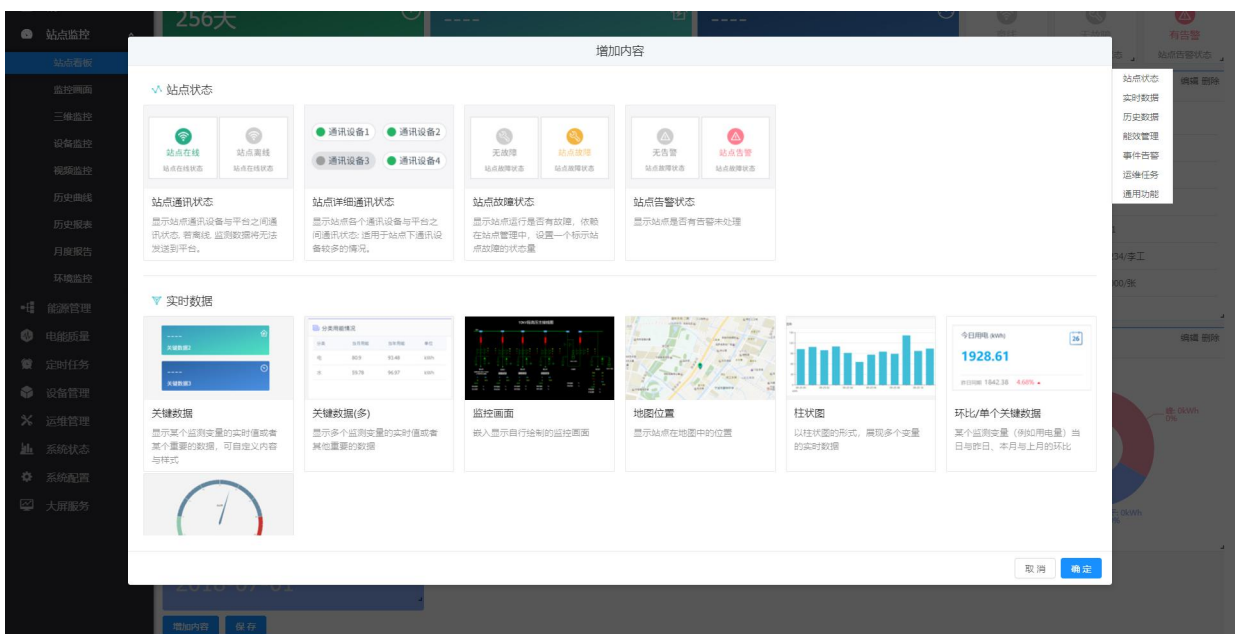 256天
----
----
离线
有告警
站点告警状态
站点监控
站点看板
监控画面
三维监控
设备监控
视频监控
历史曲线
历史报表
月度报告
环境监控
能源管理
电能质量
定时任务
设备管理
运维管理
系统状态
系统配置
大屏服务
增加内容
站点状态
站点在线
站点在线状态
站点离线
站点在线状态
通讯设备1
通讯设备2
通讯设备3
通讯设备4
无故障
站点故障状态
站点故障
站点故障状态
无告警
站点故障状态
站点告警
站点故障状态
站点通讯状态
显示站点通讯设备与平台之间通
讯状态, 若离线, 监测数据将无法
发送到平台。
站点详细通讯状态
显示站点各个通讯设备与平台之
间通讯状态; 适用于站点下通讯设
备较多的情况。
站点故障状态
显示站点运行是否有故障, 依赖
在站点管理中, 设置一个标示站
点故障的状态量
站点告警状态
显示站点是否有告警未处理
实时数据
----
关键数据2
----
关键数据3
分类用能情况
今日用电 (kWh)
26
1928.61
昨日同期 1842.38 4.68%
关键数据
显示某个监测变量的实时值或者
某个重要的数据, 可自定义内容
与样式
关键数据(多)
显示多个监测变量的实时值或者
其他重要的数据
监控画面
嵌入显示自行绘制的监控画面
地图位置
显示站点在地图中的位置
柱状图
以柱状图的形式, 展现多个变量
的实时数据
环比/单个关键数据
某个监测变量 (例如用电量) 当
日与昨日、本月与上月的环比
取 消
确 定
站点状态
实时数据
历史数据
能效管理
事件告警
运维任务
通用功能
编辑 删除
编辑 删除
增加内容
保 存